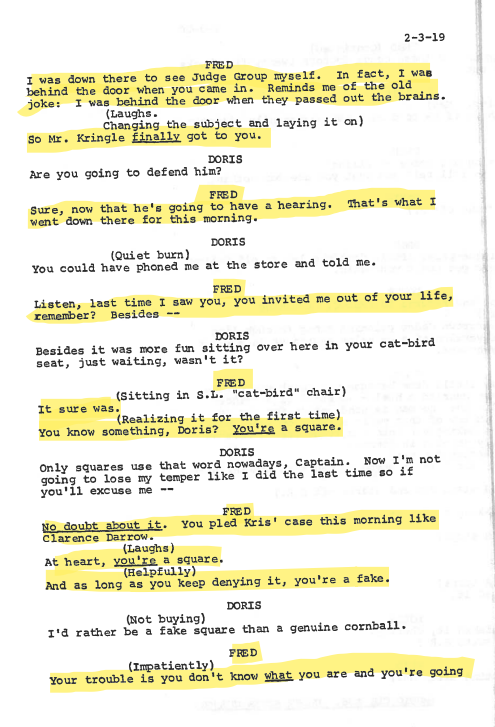 2-3-19
FRED
I was down there to see Judge Group myself. In fact, I was
behind the door when you came in. Reminds me of the old
joke: I was behind the door when they passed out the brains.
(Laughs.
Changing the subject and laying it on)
So Mr. Kringle finally got to you.
DORIS
Are you going to defend him?
FRED
Sure, now that he's going to have a hearing. That's what I
went down there for this morning.
DORIS
(Quiet burn)
You could have phoned me at the store and told me.
FRED
Listen, last time I saw you, you invited me out of your life,
remember? Besides --
DORIS
Besides it was more fun sitting over here in your cat-bird
seat, just waiting, wasn't it?
FRED
(Sitting in S.L. "cat-bird" chair)
It sure was.
(Realizing it for the first time)
You know something, Doris? You're a square.
DORIS
Only squares use that word nowadays, Captain. Now I'm not
going to lose my temper like I did the last time so if
you'll excuse me --
FRED
No doubt about it. You pled Kris' case this morning like
Clarence Darrow.
(Laughs)
At heart, you're a square.
(Helpfully)
And as long as you keep denying it, you're a fake.
DORIS
(Not buying)
I'd rather be a fake square than a genuine cornball.
FRED
(Impatiently)
Your trouble is you don't know what you are and you're going